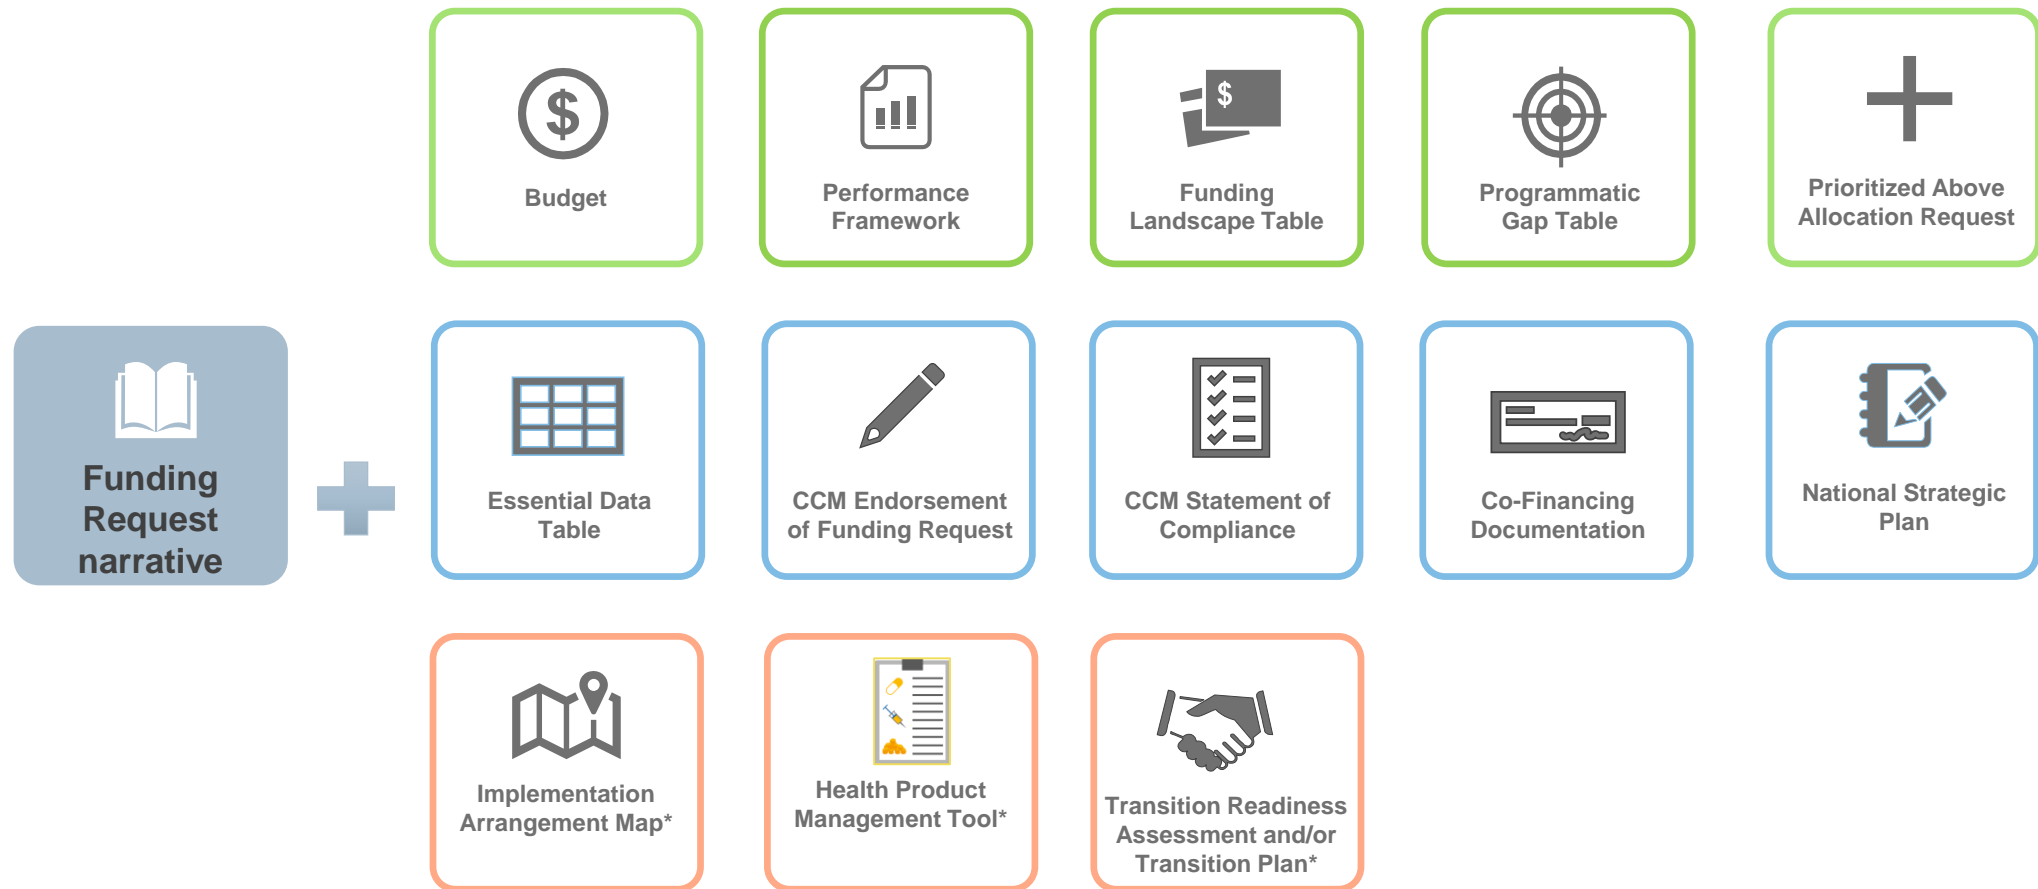 $
Budget
Performance
Framework
$
Funding
Landscape Table
Programmatic
Gap Table
Prioritized Above
Allocation Request
Funding
Request
narrative
Essential Data
Table
CCM Endorsement
of Funding Request
CCM Statement of
Compliance
Co-Financing
Documentation
National Strategic
Plan
Implementation
Arrangement Map*
Health Product
Management Tool*
Transition Readiness
Assessment and/or
Transition Plan*